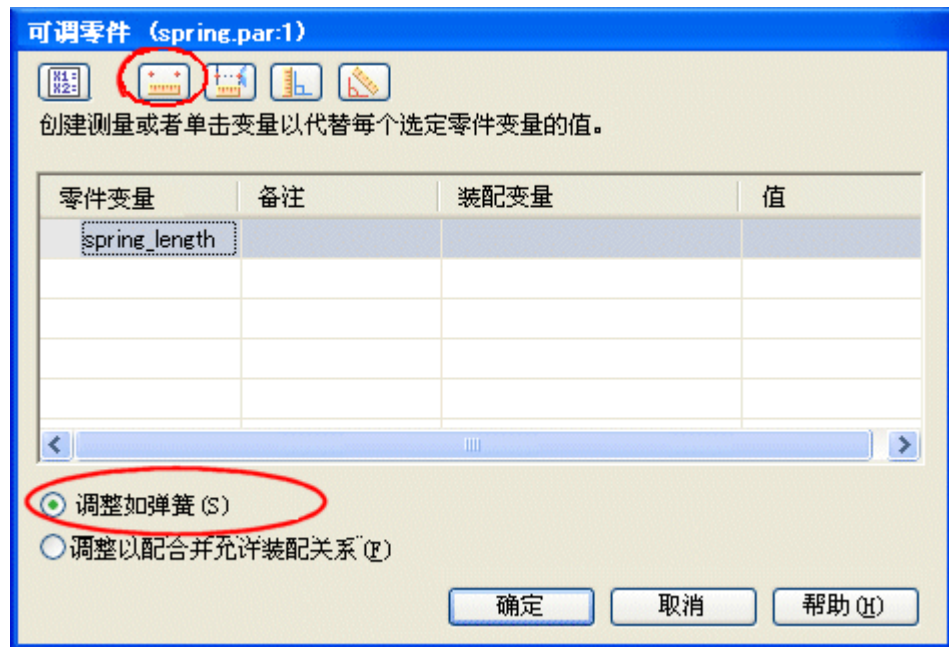 可调零件 (spring.par:1)
X1=
X2=
创建测量或者单击变量以代替每个选定零件变量的值。
零件变量 备注 装配变量 值
spring_length
调整如弹簧(S)
调整以配合并允许装配关系(F)
确定 取消 帮助(H)